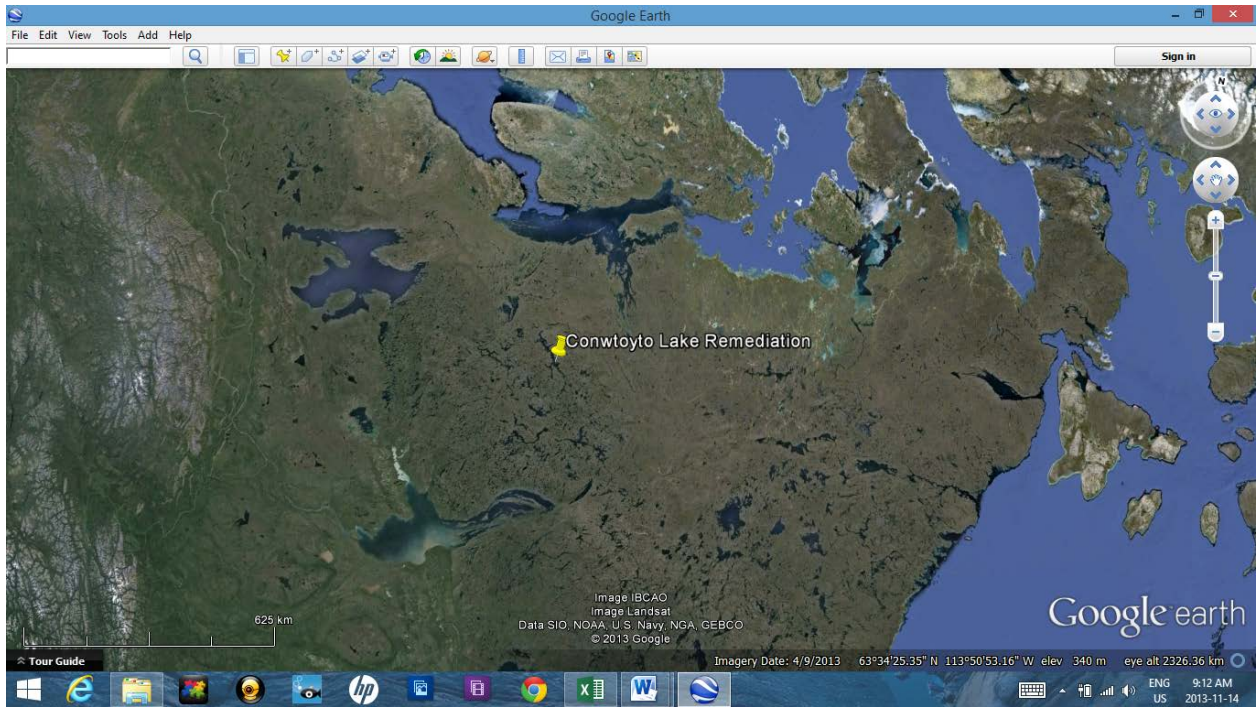 Google Earth
File Edit View Tools Add Help
Sign in
N
Conwtoyto Lake Remediation
625 km
Image IBCAO
Image Landsat
Data SIO, NOAA, U.S. Navy, NGA, GEBCO
© 2013 Google
Google earth
Tour Guide
Imagery Date: 4/9/2013 63°34'25.35" N 113°50'53.16" W elev 340 m eye alt 2326.36 km
hp
ENG 9:12 AM
US 2013-11-14